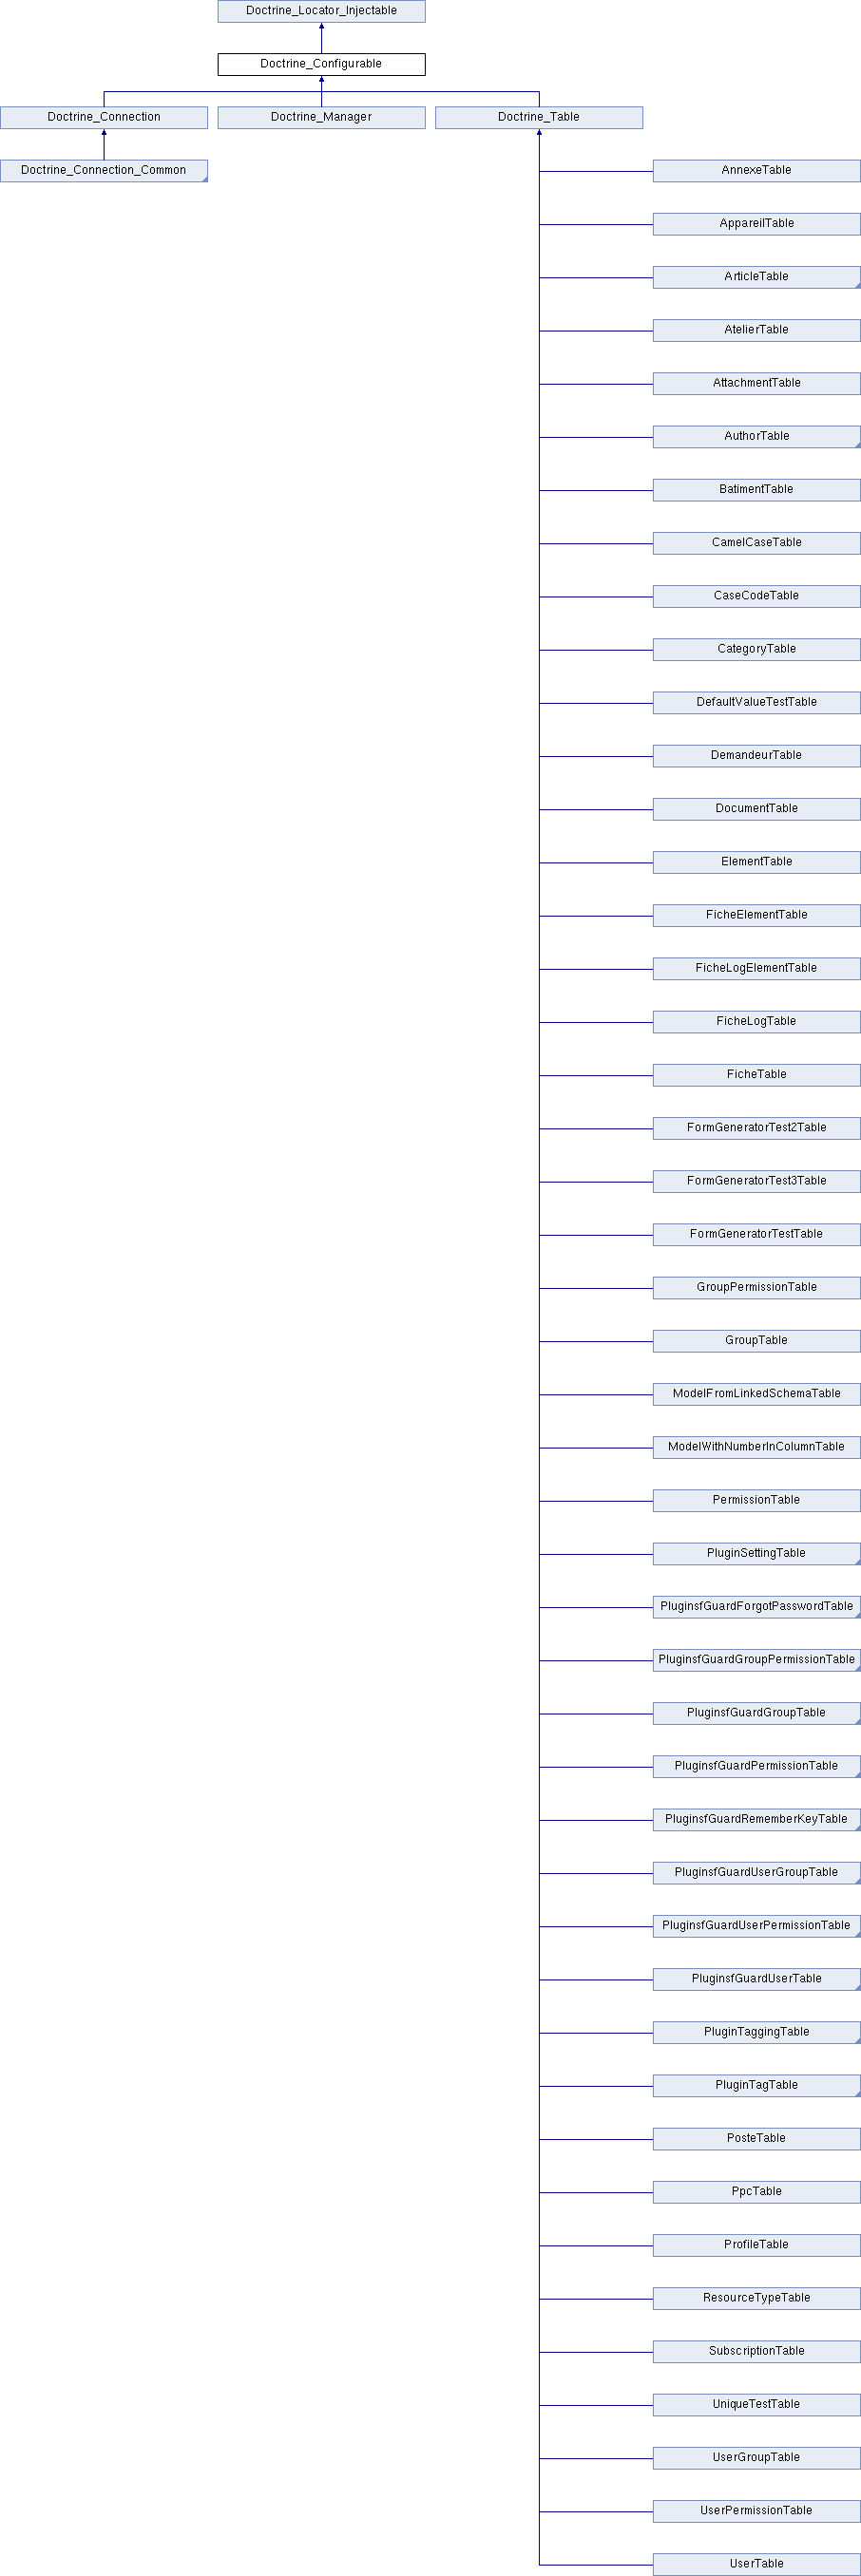 Doctrine_Locator_Injectable
Doctrine_Configurable
Doctrine_Connection Doctrine_Manager Doctrine_Table
Doctrine_Connection_Common AnnexeTable
AppareilTable
ArticleTable
AtelierTable
AttachmentTable
AuthorTable
BatimentTable
CamelCaseTable
CaseCodeTable
CategoryTable
DefaultValueTestTable
DemandeurTable
DocumentTable
ElementTable
FicheElementTable
FicheLogElementTable
FicheLogTable
FicheTable
FormGeneratorTest2Table
FormGeneratorTest3Table
FormGeneratorTestTable
GroupPermissionTable
GroupTable
ModelFromLinkedSchemaTable
ModelWithNumberInColumnTable
PermissionTable
PluginSettingTable
PluginsfGuardForgotPasswordTable
PluginsfGuardGroupPermissionTable
PluginsfGuardGroupTable
PluginsfGuardPermissionTable
PluginsfGuardRememberKeyTable
PluginsfGuardUserGroupTable
PluginsfGuardUserPermissionTable
PluginsfGuardUserTable
PluginTaggingTable
PluginTagTable
PosteTable
PpcTable
ProfileTable
ResourceTypeTable
SubscriptionTable
UniqueTestTable
UserGroupTable
UserPermissionTable
UserTable